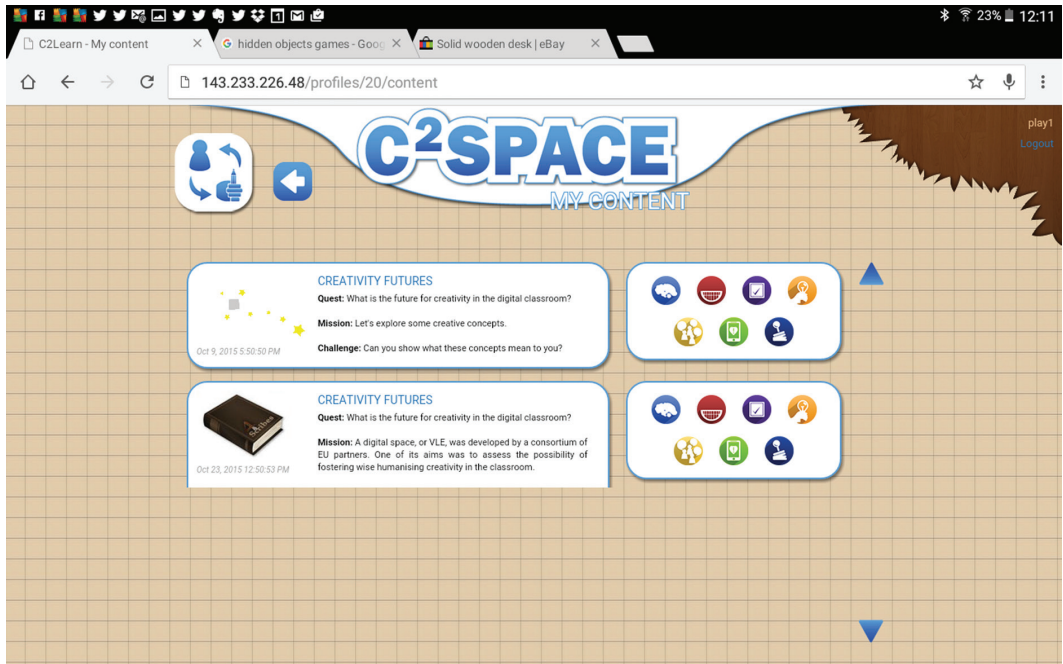 23% 12:11
C2Learn - My content
hidden objects games - Goog
Solid wooden desk | eBay
143.233.226.48/profiles/20/content
play1
Logout
C²SPACE
MY CONTENT
CREATIVITY FUTURES
Quest: What is the future for creativity in the digital classroom?
Mission: Let's explore some creative concepts.
Challenge: Can you show what these concepts mean to you?
Oct 9, 2015 5:50:50 PM
CREATIVITY FUTURES
Quest: What is the future for creativity in the digital classroom?
Mission: A digital space, or VLE, was developed by a consortium of
EU partners. One of its aims was to assess the possibility of
fostering wise humanising creativity in the classroom.
4Scribes
Oct 23, 2015 12:50:53 PM